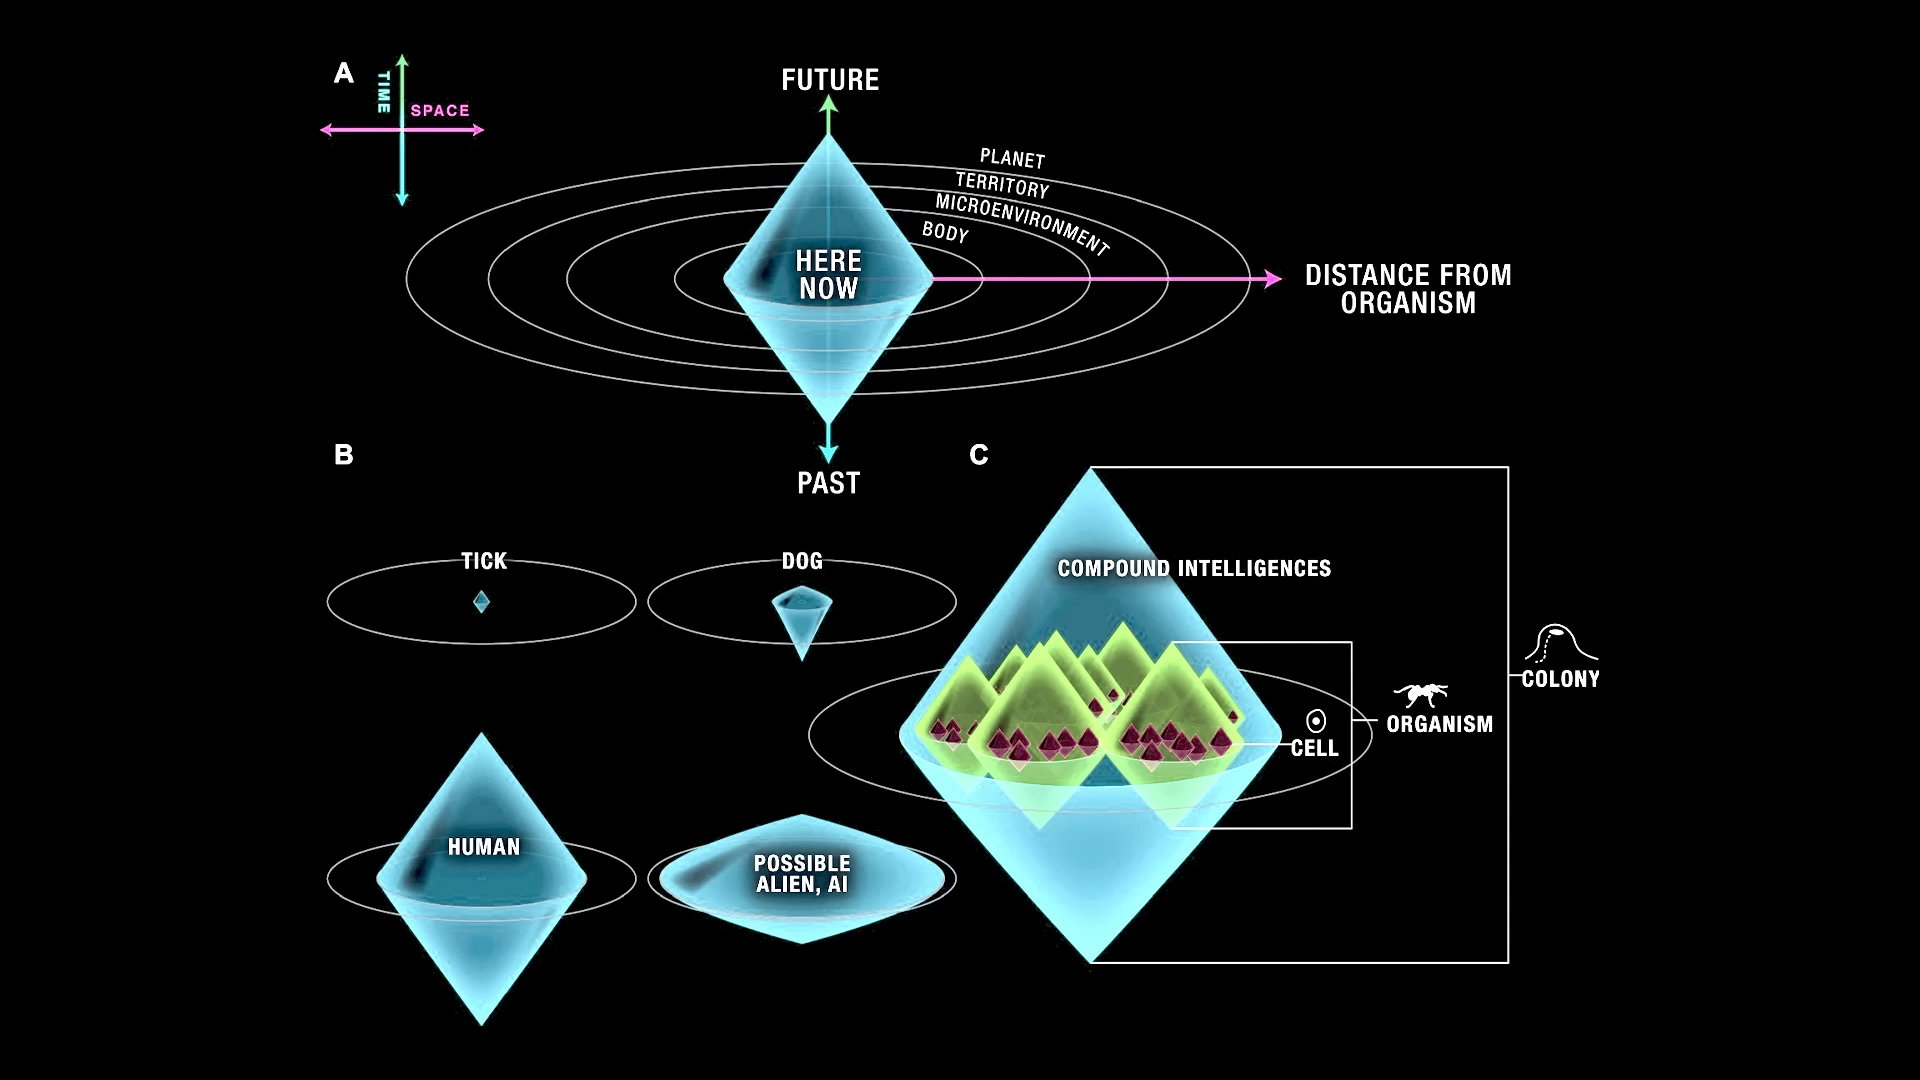 A
TIME
SPACE
FUTURE
PLANET
TERRITORY
MICROENVIRONMENT
BODY
HERE
NOW
DISTANCE FROM
ORGANISM
PAST
B
TICK
DOG
HUMAN
POSSIBLE
ALIEN, AI
C
COMPOUND INTELLIGENCES
CELL
ORGANISM
COLONY